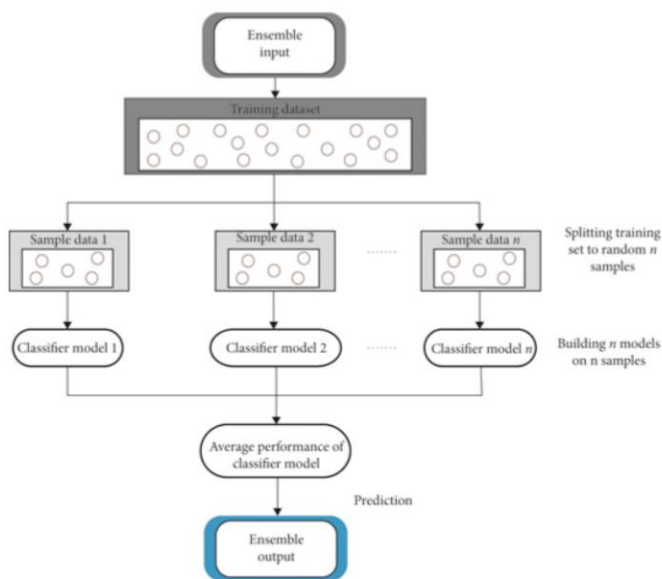 Ensemble
input
Training dataset
Sample data 1
Sample data 2
........
Sample data n
Splitting training
set to random n
samples
Classifier model 1
Classifier model 2
........
Classifier model n
Building n models
on n samples
Average performance of
classifier model
Prediction
Ensemble
output